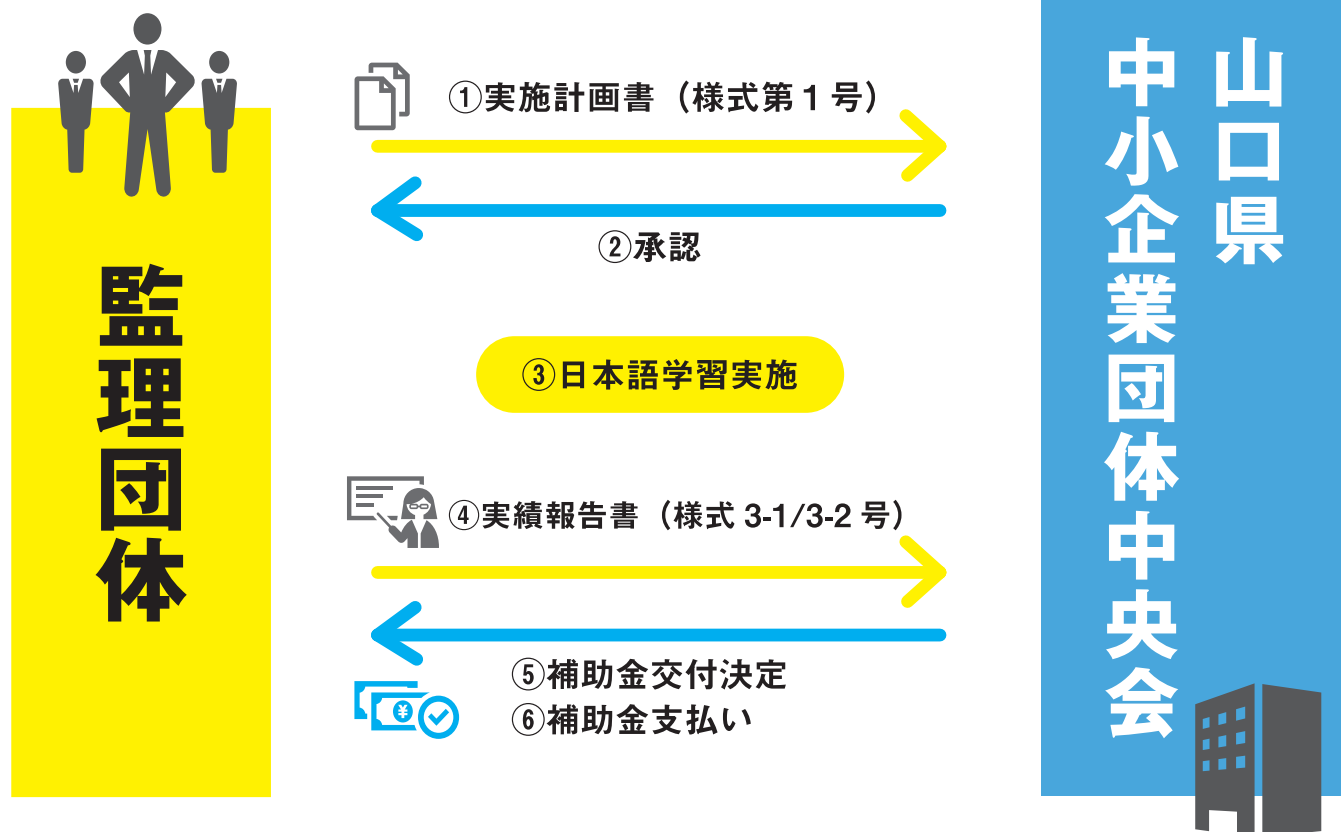 監理団体
①実施計画書（様式第１号）
②承認
③日本語学習実施
④実績報告書（様式 3-1/3-2 号）
⑤補助金交付決定
⑥補助金支払い
¥
山口県
中小企業団体中央会